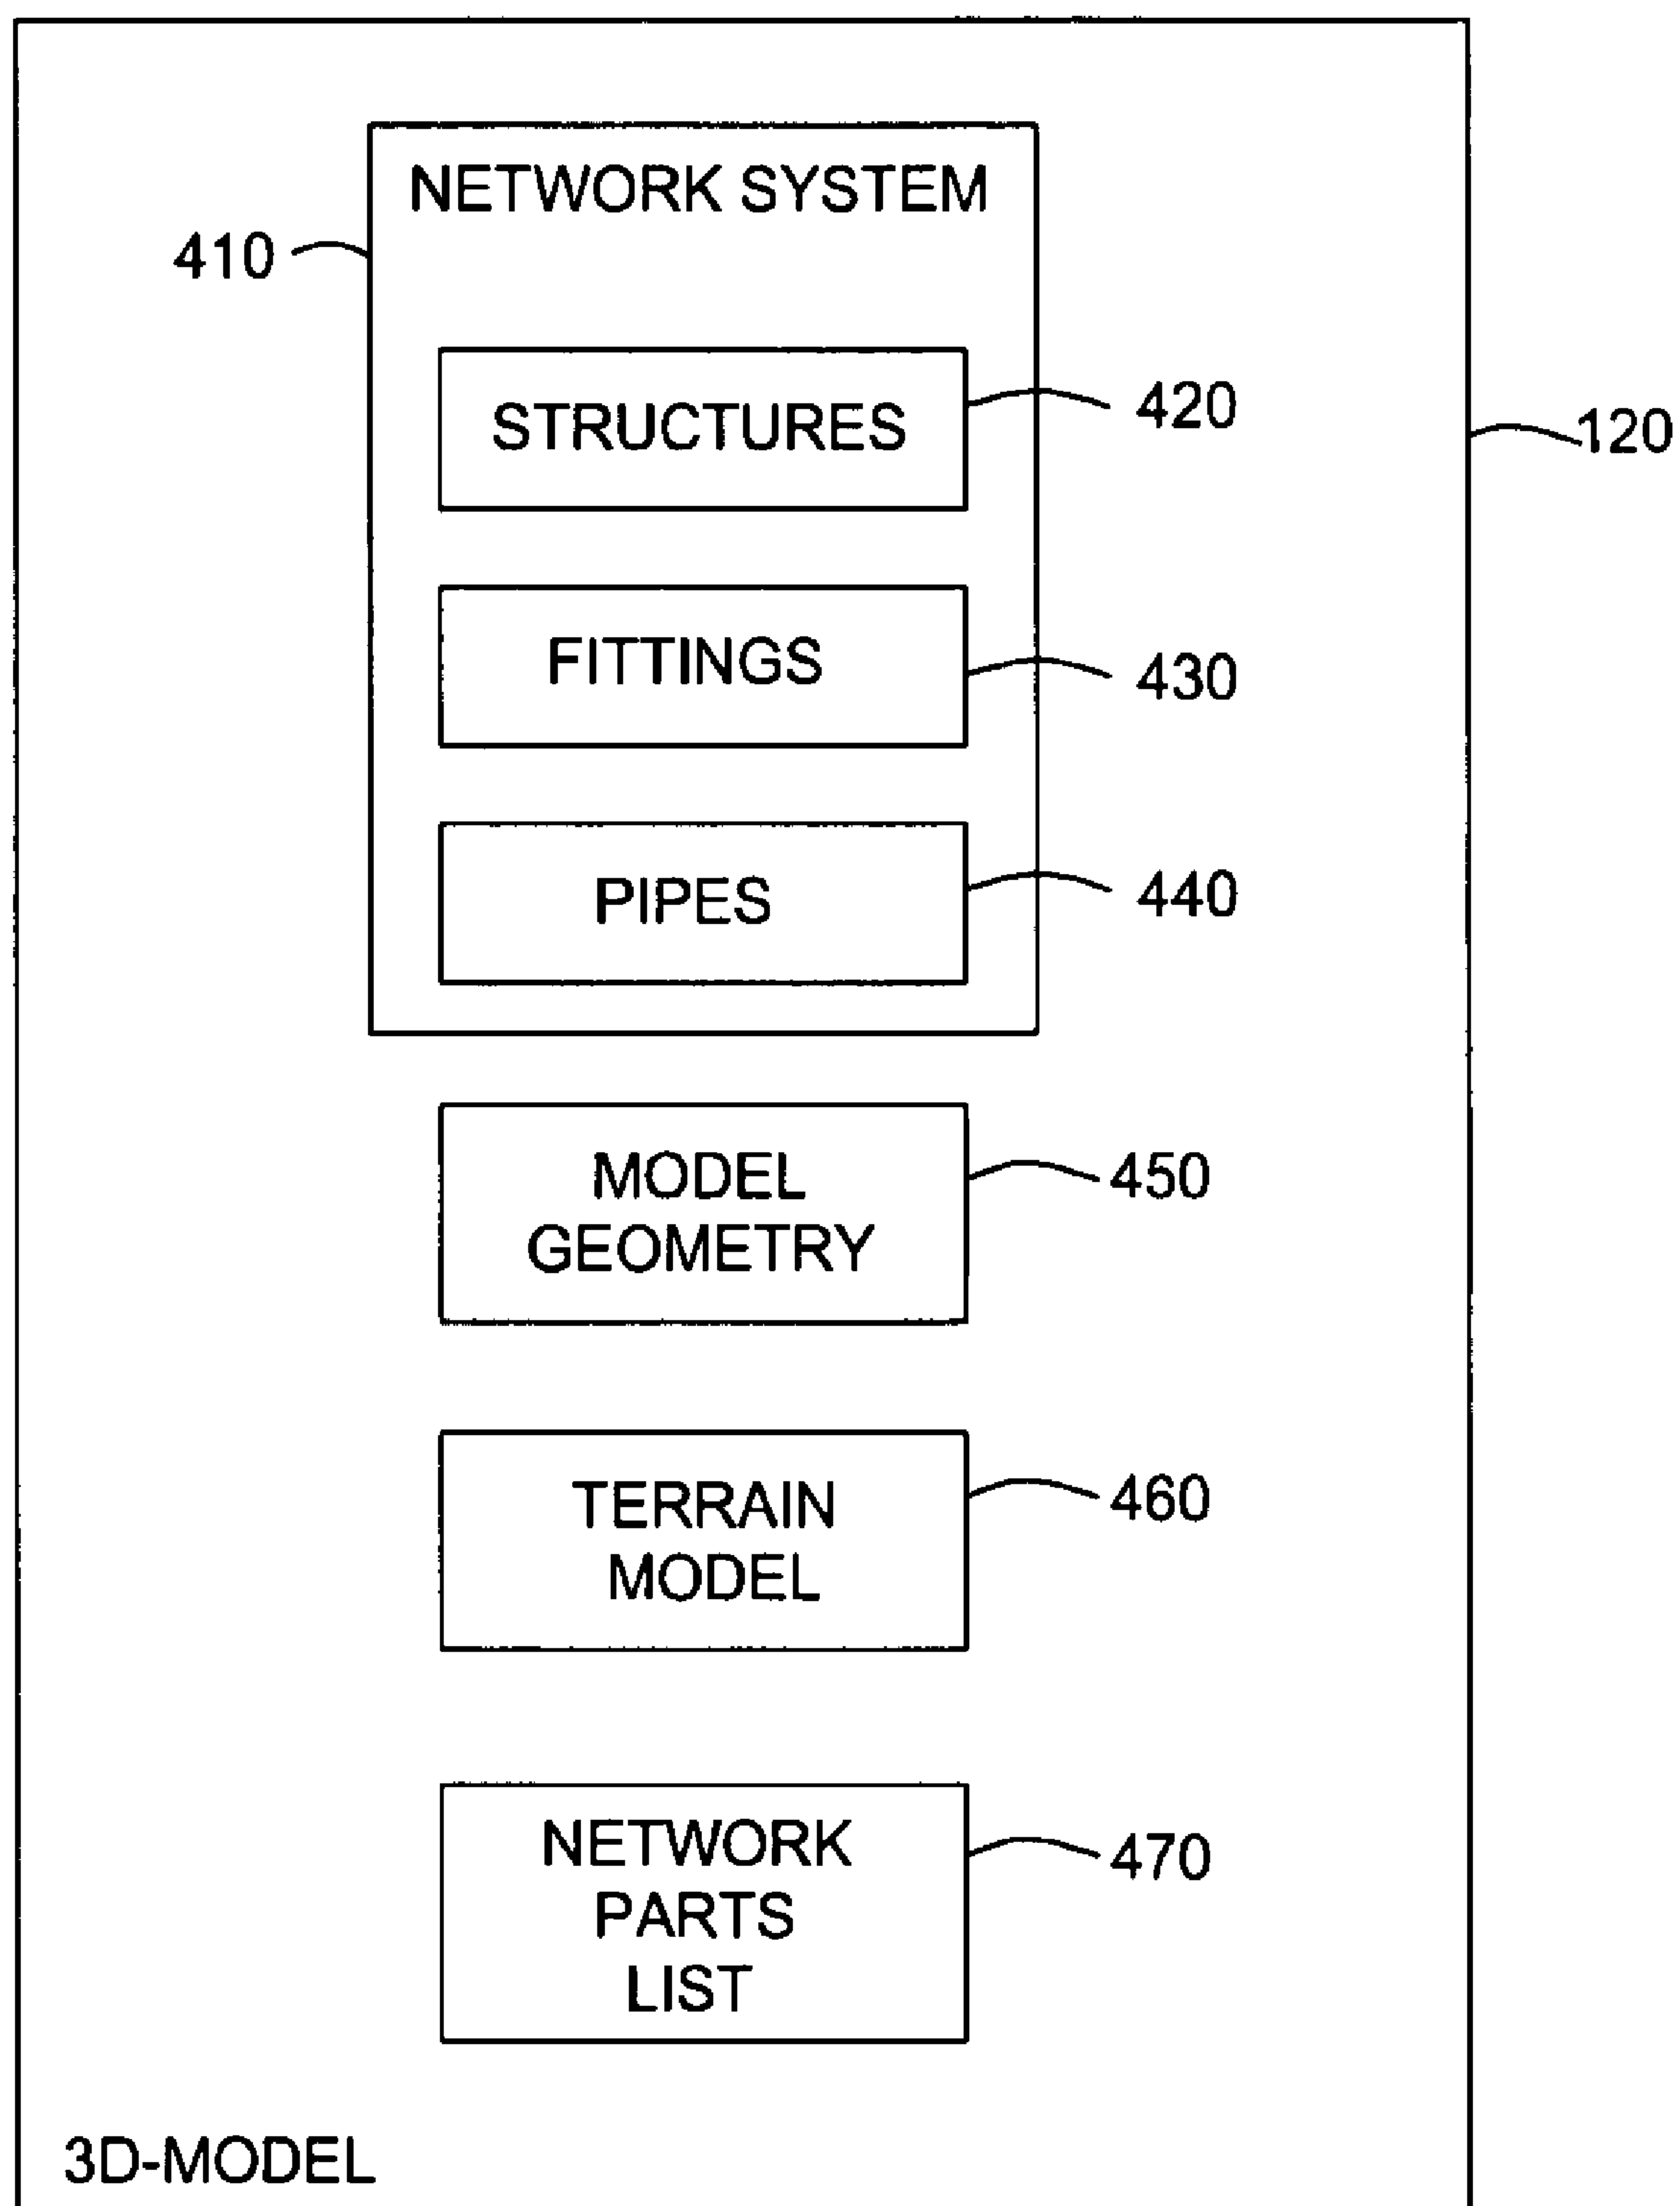 NETWORK SYSTEM
410
STRUCTURES
420
120
FITTINGS
430
PIPES
440
MODEL
GEOMETRY
450
TERRAIN
MODEL
460
NETWORK
PARTS
LIST
470
3D-MODEL